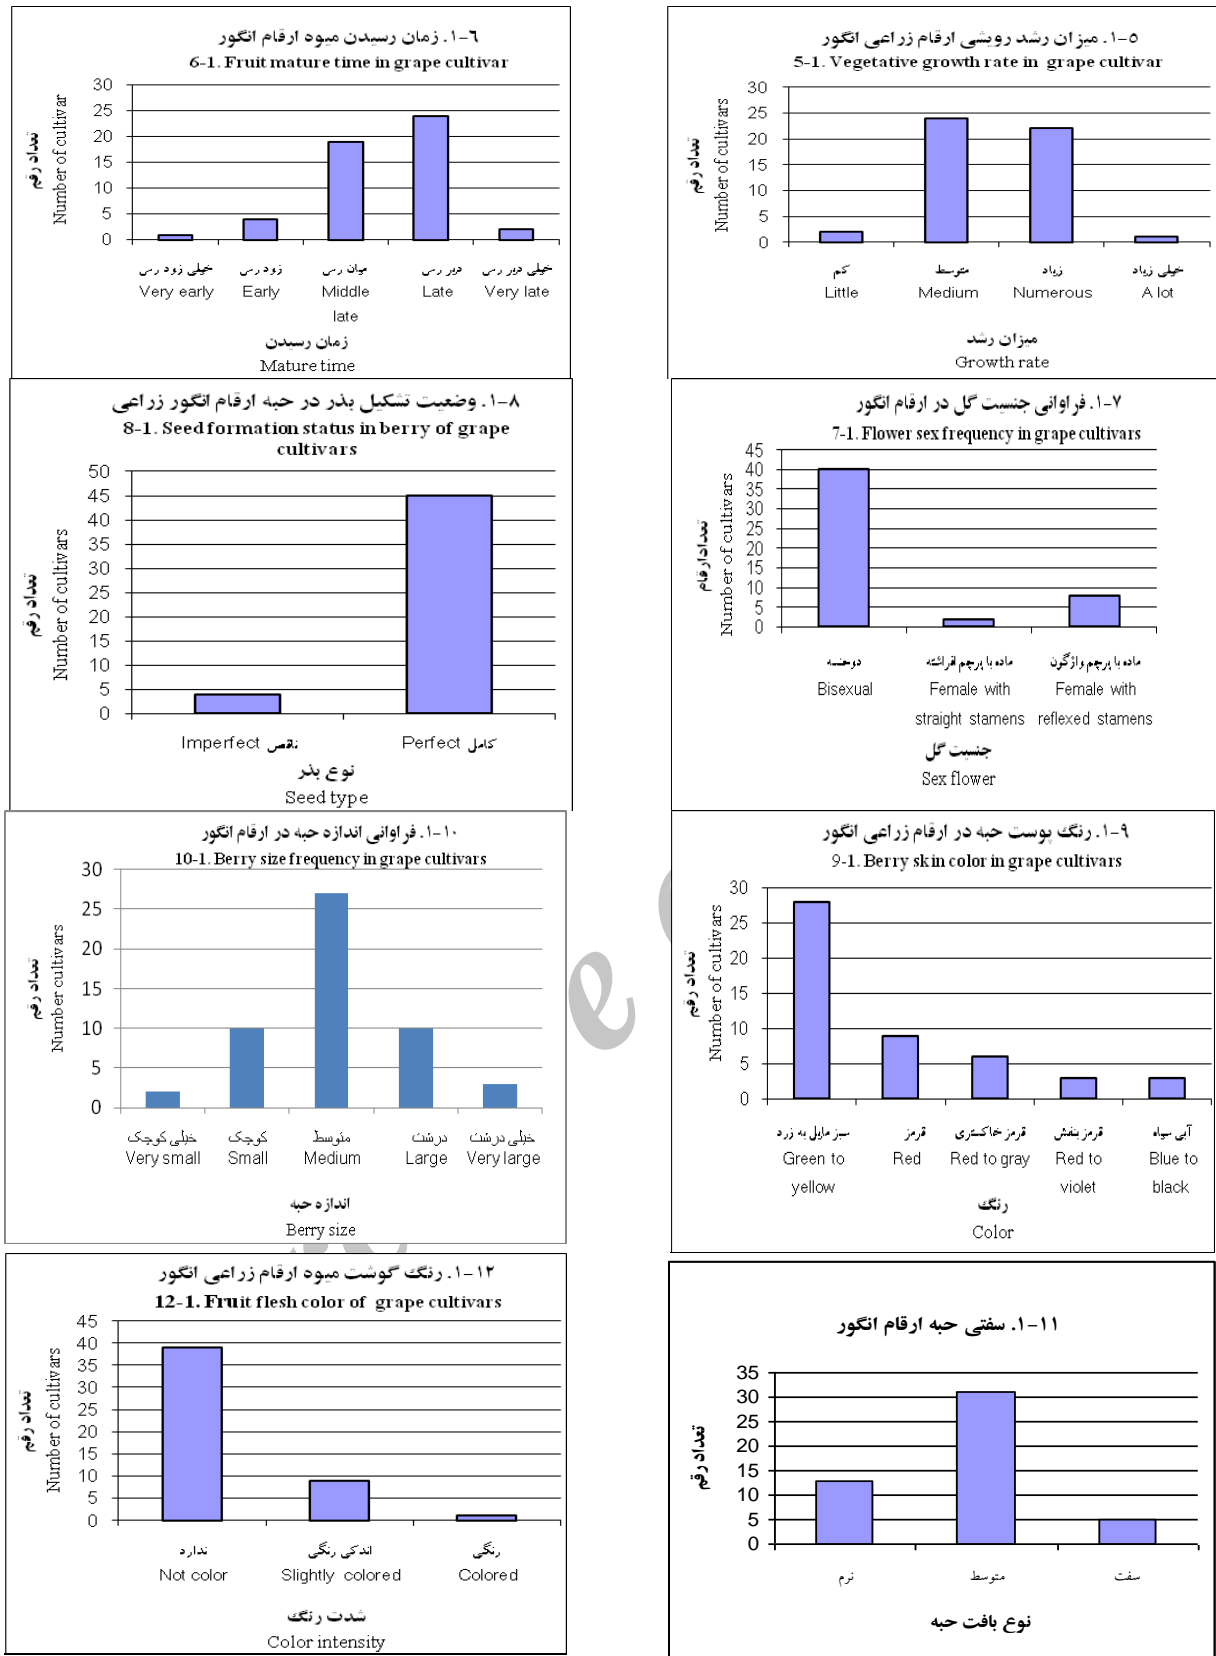 ۶-۱. زمان رسیدن میوه ارقام انگور
6-1. Fruit mature time in grape cultivar
تعداد رقم
Number of cultivars
30
25
20
15
10
5
0
خیلی زود رس زود رس میان رس دیر رس خیلی دیر رس
Very early Early Middle late Late Very late
زمان رسیدن
Mature time
۵-۱. میزان رشد رویشی ارقام زراعی انگور
5-1. Vegetative growth rate in grape cultivar
تعداد رقم
Number of cultivars
30
25
20
15
10
5
0
کم متوسط زیاد خیلی زیاد
Little Medium Numerous A lot
میزان رشد
Growth rate
۸-۱. وضعیت تشکیل بذر در حبه ارقام انگور زراعی
8-1. Seed formation status in berry of grape
cultivars
تعداد رقم
Number of cultivars
50
45
40
35
30
25
20
15
10
5
0
Imperfect ناقص Perfect کامل
نوع بذر
Seed type
۷-۱. فراوانی جنسیت گل در ارقام انگور
7-1. Flower sex frequency in grape cultivars
تعدادارقام
Number of cultivars
45
40
35
30
25
20
15
10
5
0
دوجنسه ماده با پرچم افراشته ماده با پرچم واژگون
Bisexual Female with Female with
straight stamens reflexed stamens
جنسیت گل
Sex flower
۱۰-۱. فراوانی اندازه حبه در ارقام انگور
10-1. Berry size frequency in grape cultivars
تعداد رقم
Number cultivars
30
25
20
15
10
5
0
خیلی کوچک کوچک متوسط درشت خیلی درشت
Very small Small Medium Large Very large
اندازه حبه
Berry size
۹-۱. رنگ پوست حبه در ارقام زراعی انگور
9-1. Berry skin color in grape cultivars
تعداد رقم
Number of cultivars
30
25
20
15
10
5
0
سبز مایل به زرد قرمز قرمز خاکستری قرمز بنفش آبی سیاه
Green to Red Red to gray Red to Blue to
yellow violet black
رنگ
Color
۱۲-۱. رنگ گوشت میوه ارقام زراعی انگور
12-1. Fruit flesh color of grape cultivars
تعداد رقم
Number of cultivars
45
40
35
30
25
20
15
10
5
0
ندارد اندکی رنگی رنگی
Not color Slightly colored Colored
شدت رنگ
Color intensity
۱۱-۱. سفتی حبه ارقام انگور
تعداد رقم
35
30
25
20
15
10
5
0
نرم متوسط سفت
نوع بافت حبه